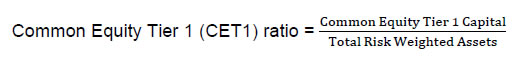 Common Equity Tier 1 (CET1) ratio = Common Equity Tier 1 Capital
Total Risk Weighted Assets